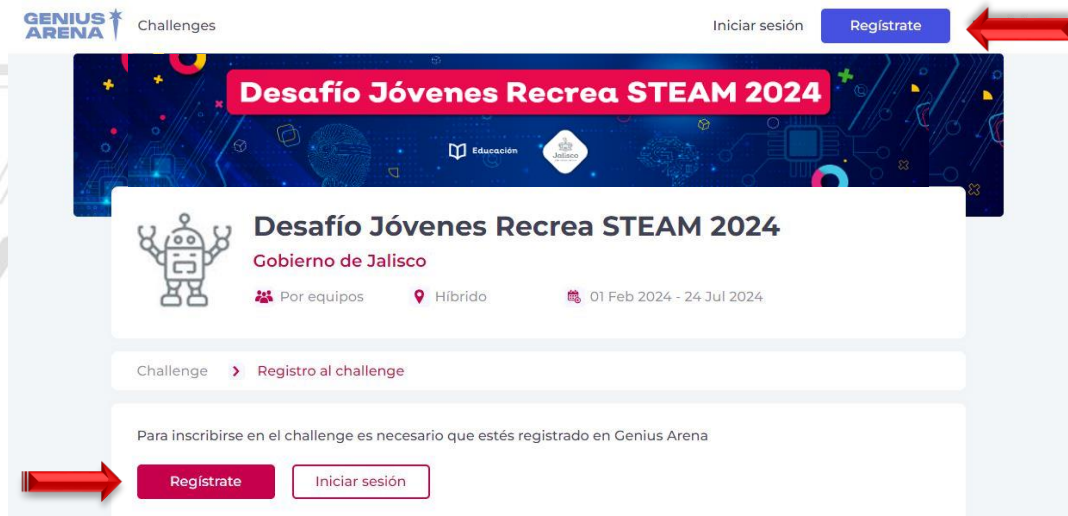 GENIUS
ARENA
Challenges
Iniciar sesión
Regístrate
Desafío Jóvenes Recrea STEAM 2024
Educación
Jalisco
Desafío Jóvenes Recrea STEAM 2024
Gobierno de Jalisco
Por equipos
Híbrido
01 Feb 2024 - 24 Jul 2024
Challenge > Registro al challenge
Para inscribirse en el challenge es necesario que estés registrado en Genius Arena
Regístrate
Iniciar sesión